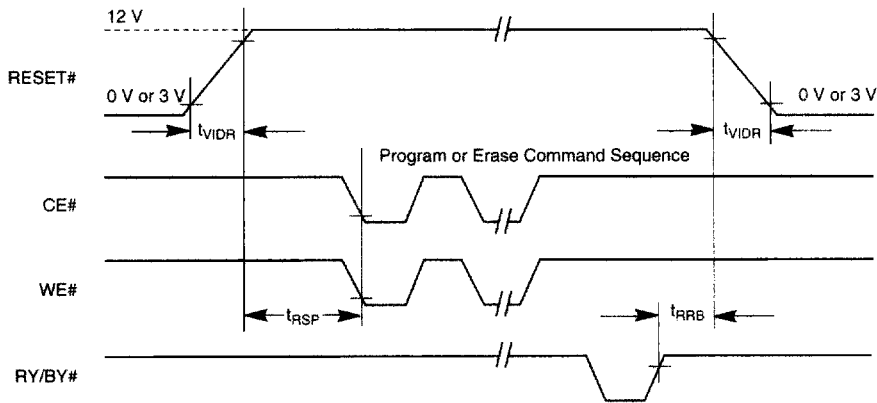 12 V
RESET#
0 V or 3 V
0 V or 3 V
tVIDR
tVIDR
Program or Erase Command Sequence
CE#
WE#
tRSP
tRRB
RY/BY#